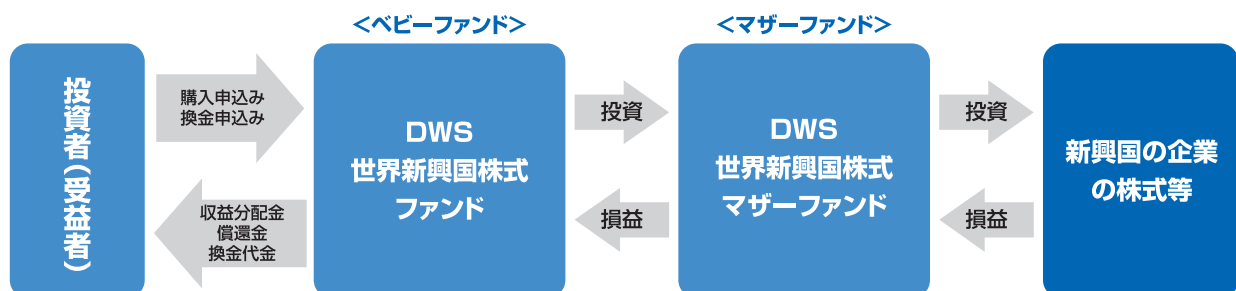 <ベビーファンド>
<マザーファンド>
投資者(受益者)
購入申込み
換金申込み
収益分配金
償還金
換金代金
DWS
世界新興国株式
ファンド
投資
損益
DWS
世界新興国株式
マザーファンド
投資
損益
新興国の企業
の株式等